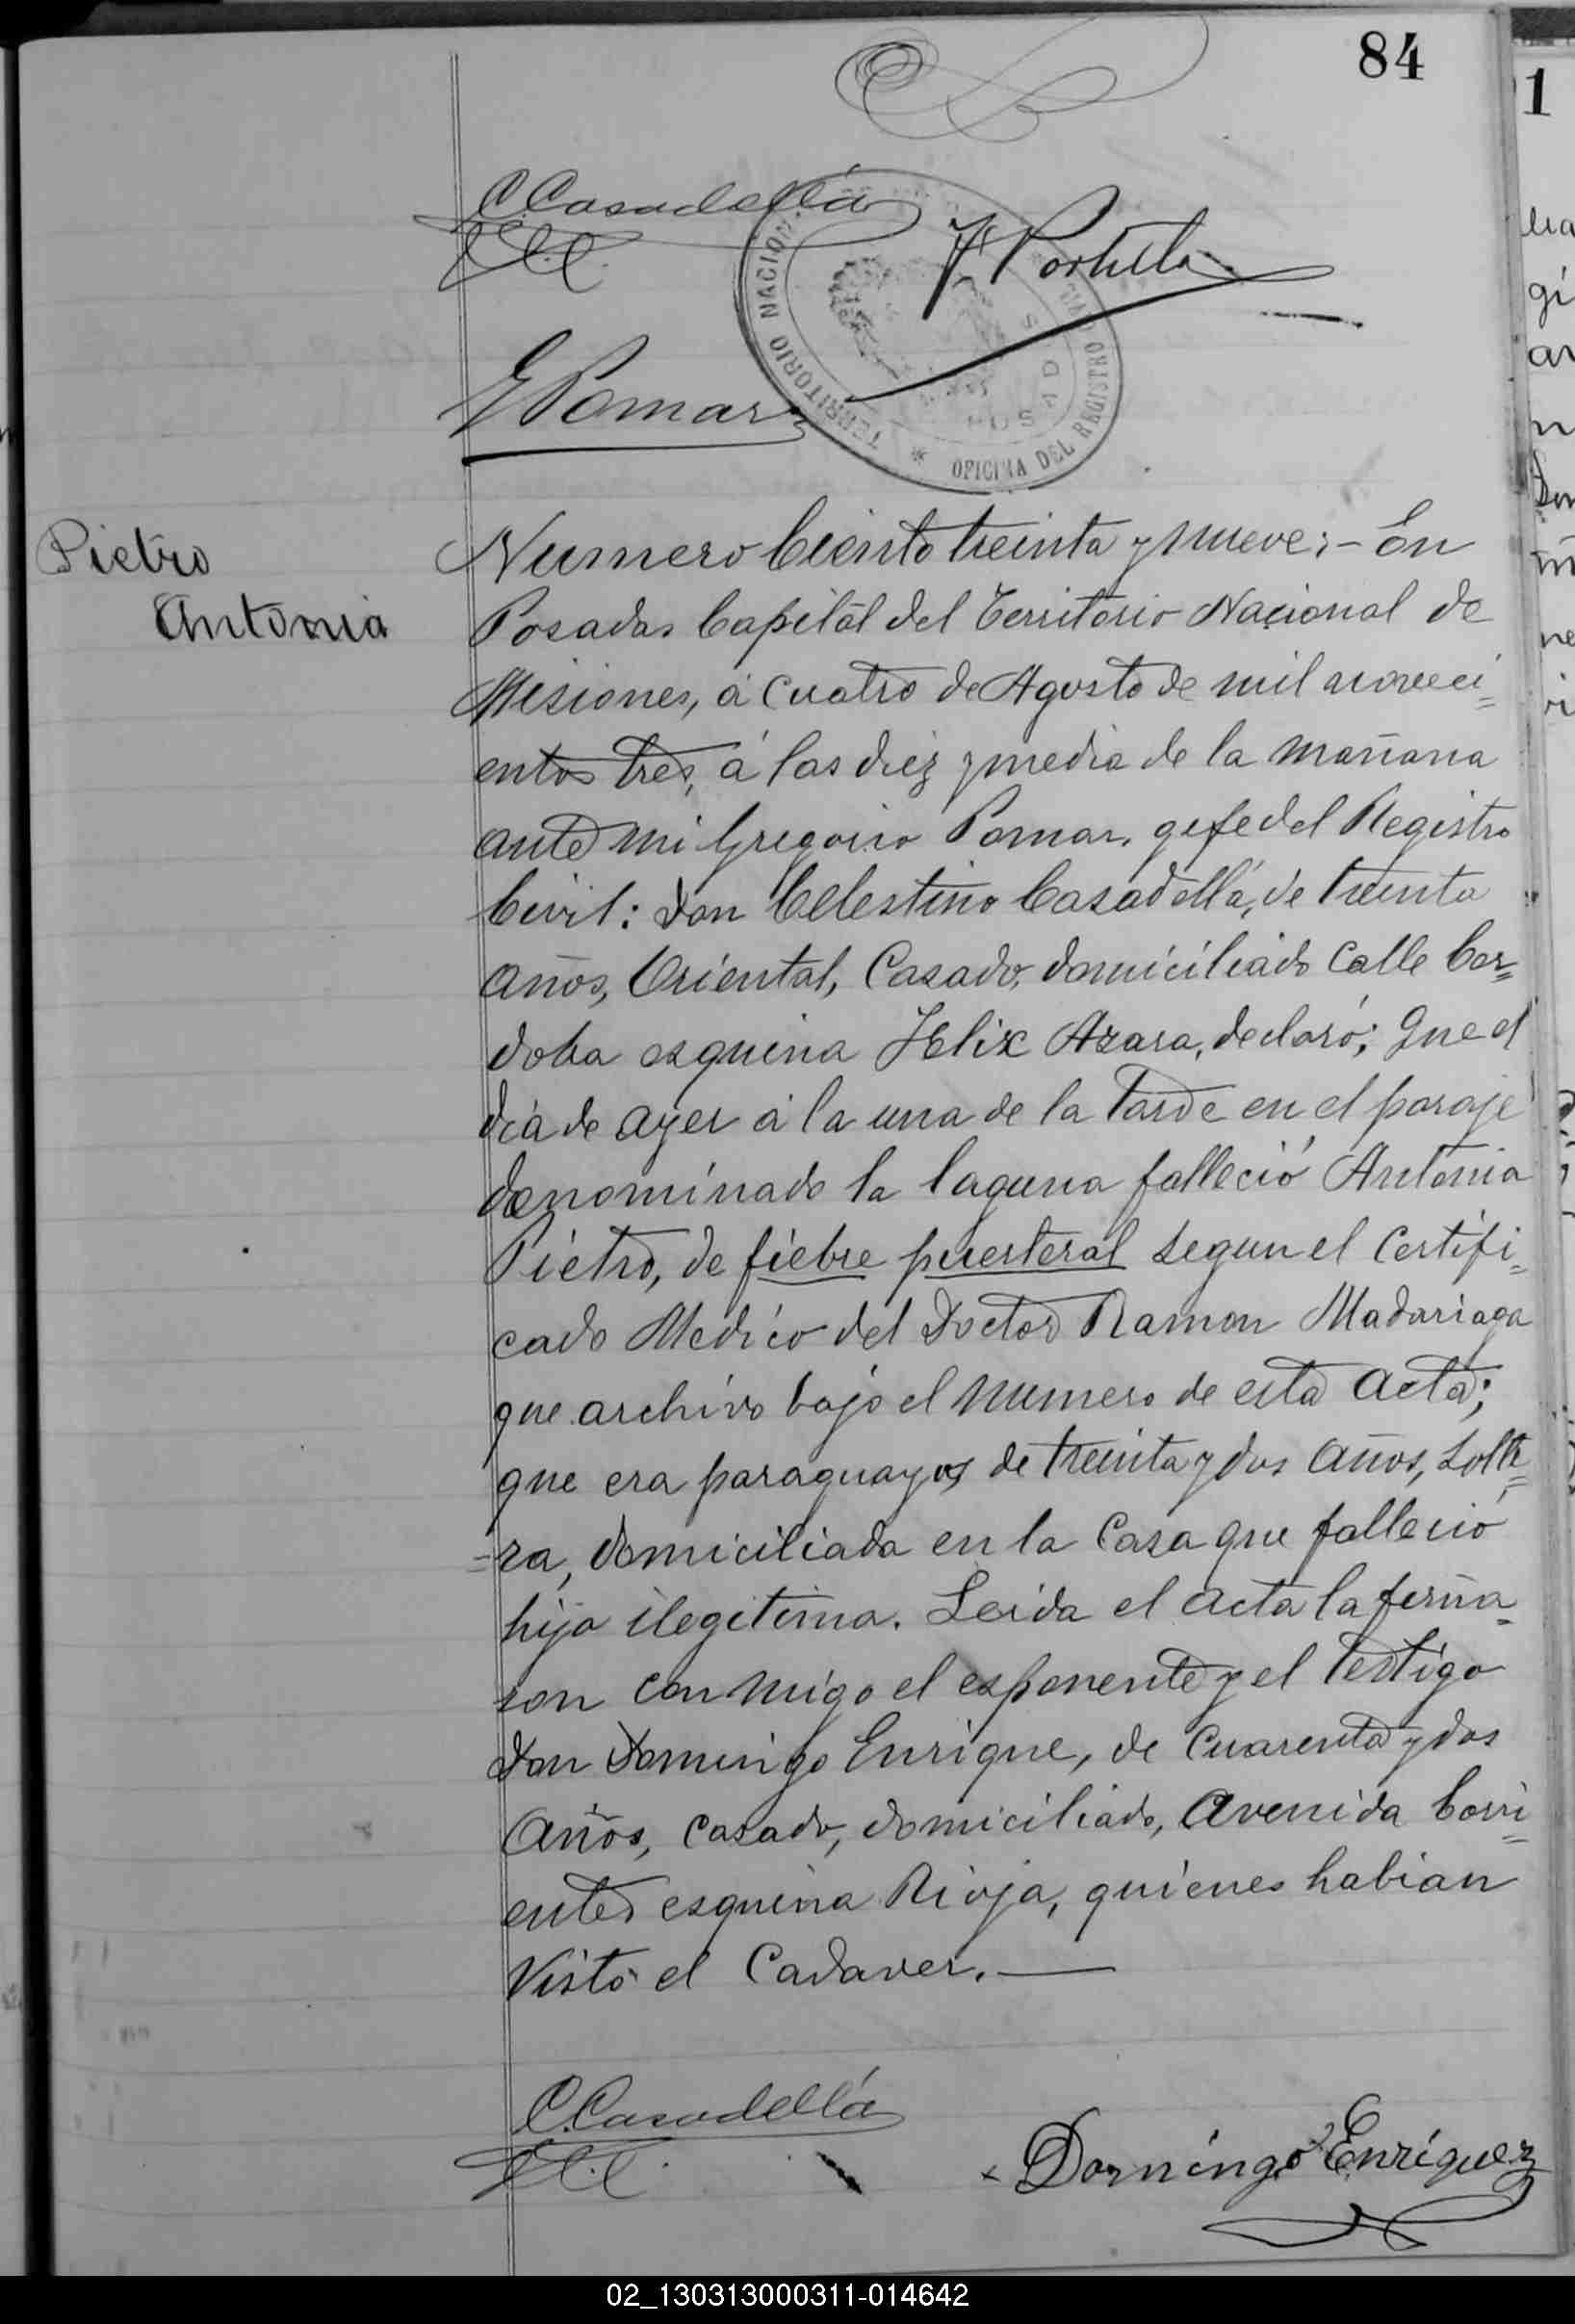 84
1
C. Casadellá
F. Portela
G Pomar
TERRITORIO NACION
OFICINA DEL REGISTRO
Pietro
Antonia
Numero Ciento treinta y nueve; - En
Posadas Capital del Territorio Nacional de
Misiones, á cuatro de Agosto de mil noveci=
entos tres, á las diez y media de la mañana
ante mi Gregorio Pomar, gefe del Registro
Civil: Don Celestino Casadellá, de treinta
años, Oriental, Casado, domiciliado Calle Cor=
doba esquina Felix Azara, declaró; Que el
dia de ayer á la una de la tarde en el paraje
denominado la laguna falleció Antonia
Pietro, de fiebre puerteral segun el certifi=
cado Medico del Doctor Ramon Madariaga
que archivo bajo el numero de esta acta;
que era paraguaya de treinta y dos años, solte=
=ra, domiciliada en la casa que falleció
hija ilegitima. Leida el acta la firma=
ron con migo el esponente y el testigo
Don Domingo Enrique, de cuarenta y dos
años, casado, domiciliado, Avenida Corri=
entes esquina Rioja, quienes habian
visto el cadaver. —
C. Casadellá
Domingo Enriquez
02_130313000311-014642